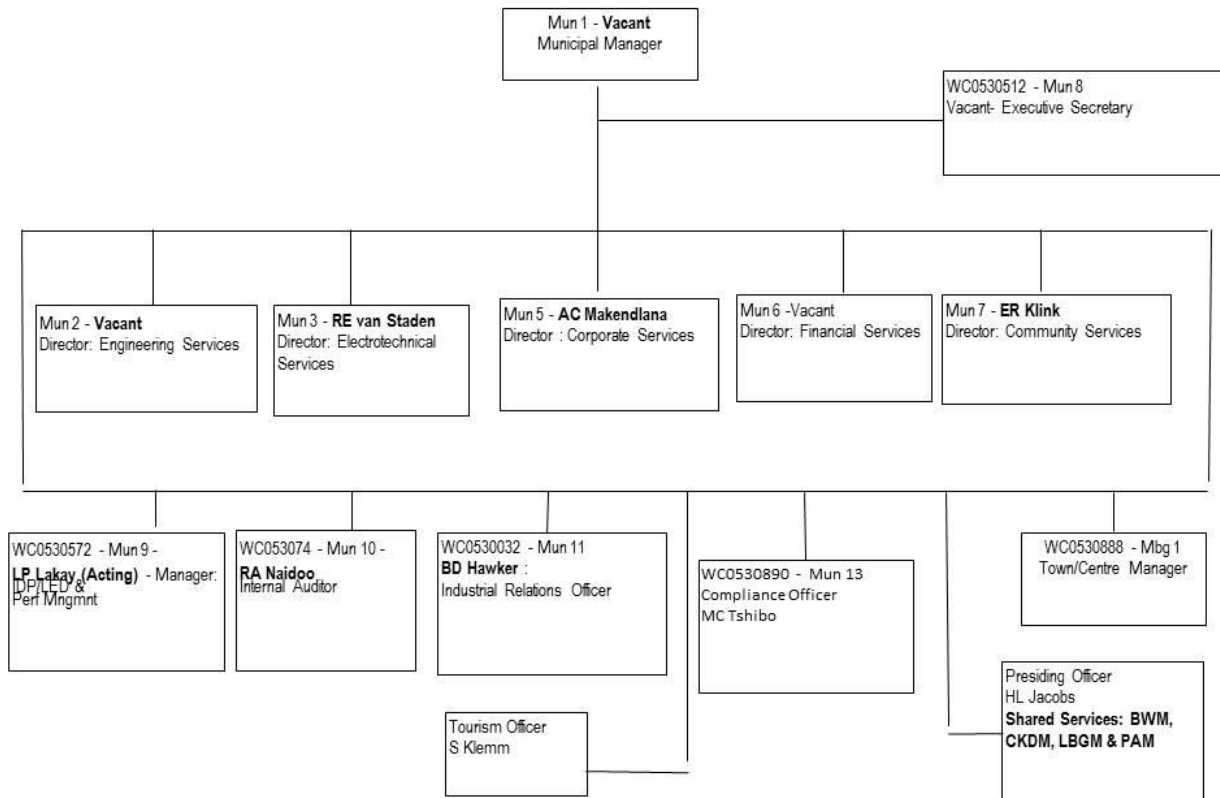 Mun 1 - Vacant
Municipal Manager
WC0530512 - Mun 8
Vacant- Executive Secretary
Mun 2 - Vacant
Director: Engineering Services
Mun 3 - RE van Staden
Director: Electrotechnical
Services
Mun 5 - AC Makendlana
Director : Corporate Services
Mun 6 -Vacant
Director: Financial Services
Mun 7 - ER Klink
Director: Community Services
WC0530572 - Mun 9 -
LP Lakay (Acting) - Manager:
IDP/LED &
Perf Mngmnt
WC053074 - Mun 10 -
RA Naidoo
Internal Auditor
WC0530032 - Mun 11
BD Hawker :
Industrial Relations Officer
WC0530890 - Mun 13
Compliance Officer
MC Tshibo
WC0530888 - Mbg 1
Town/Centre Manager
Tourism Officer
S Klemm
Presiding Officer
HL Jacobs
Shared Services: BWM,
CKDM, LBGM & PAM